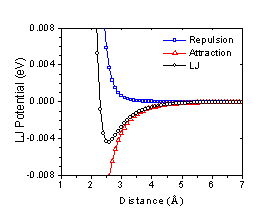 0.008
0.004
0.000
-0.004
-0.008
LJ Potential (eV)
Repulsion
Attraction
LJ
1 2 3 4 5 6 7
Distance (Å)